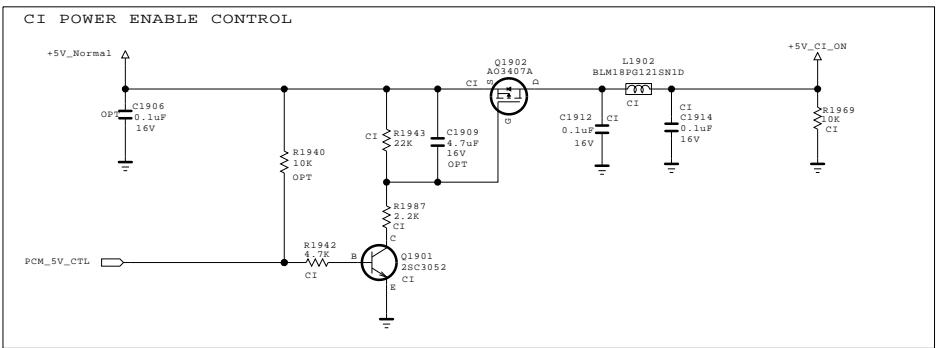 CI POWER ENABLE CONTROL
+5V_Normal
+5V_CI_ON
Q1902
AO3407A
L1902
BLM18PG121SN1D
CI
S
D
G
CI
OPT
C1906
0.1uF
16V
CI
R1943
22K
C1909
4.7uF
16V
OPT
C1912
0.1uF
16V
CI
CI
C1914
0.1uF
16V
R1969
10K
CI
R1940
10K
OPT
R1987
2.2K
CI
PCM_5V_CTL
R1942
4.7K
CI
B
C
E
Q1901
2SC3052
CI